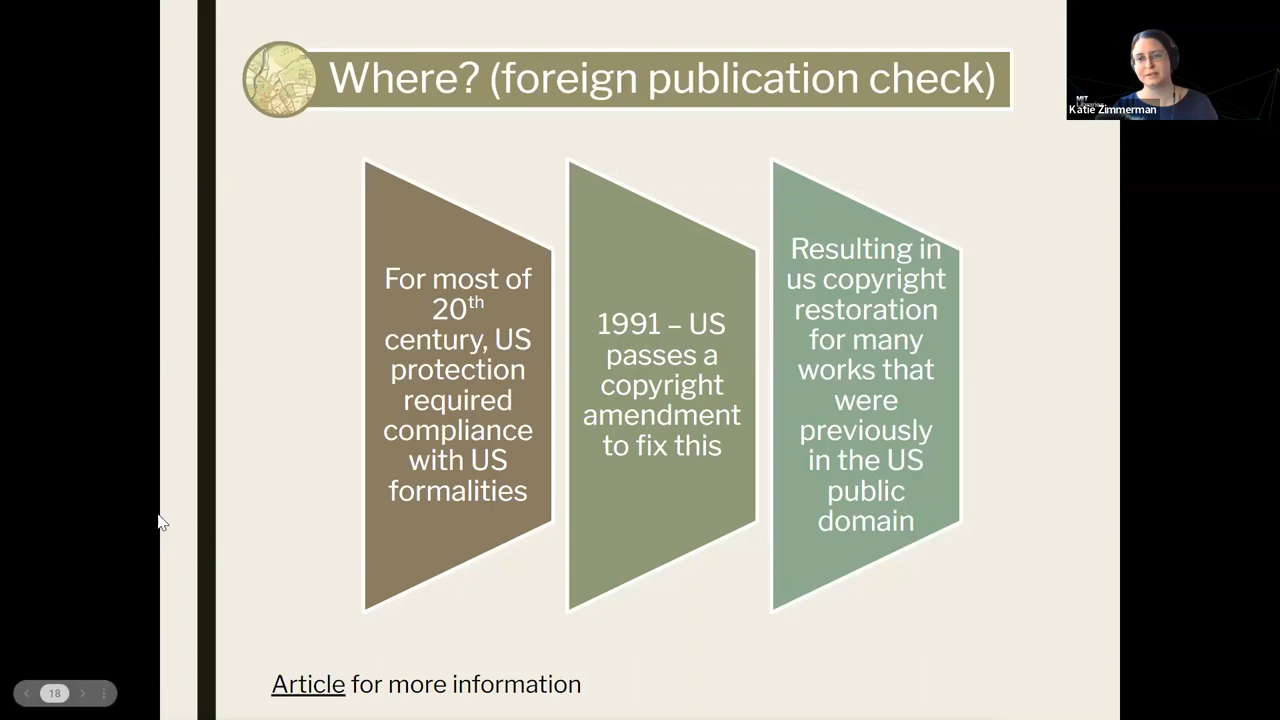 Where? (foreign publication check)
For most of
20th
century, US
protection
required
compliance
with US
formalities
1991 – US
passes a
copyright
amendment
to fix this
Resulting in
us copyright
restoration
for many
works that
were
previously
in the US
public
domain
Article for more information
18
MIT
Katie Zimmerman